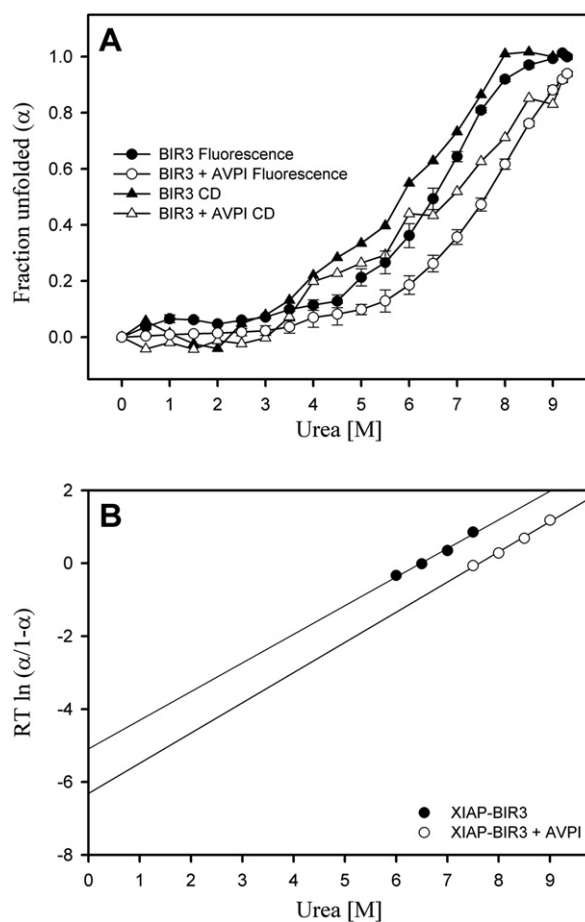 A
Fraction unfolded (α)
1.0
0.8
0.6
0.4
0.2
0.0
BIR3 Fluorescence
BIR3 + AVPI Fluorescence
BIR3 CD
BIR3 + AVPI CD
0 1 2 3 4 5 6 7 8 9
Urea [M]
B
RT ln (α/1-α)
2
0
-2
-4
-6
-8
XIAP-BIR3
XIAP-BIR3 + AVPI
0 1 2 3 4 5 6 7 8 9
Urea [M]